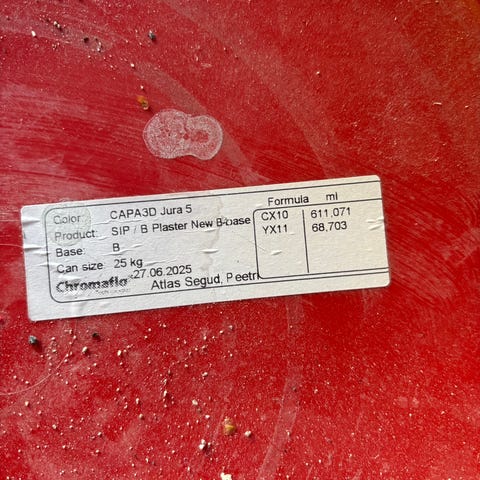 Color: CAPA3D Jura 5
Product: SIP / B Plaster New B-base
Base: B
Can size: 25 kg
Chromaflo 27.06.2025
Atlas Segud, Peetri
Formula ml
CX10 611,071
YX11 68,703